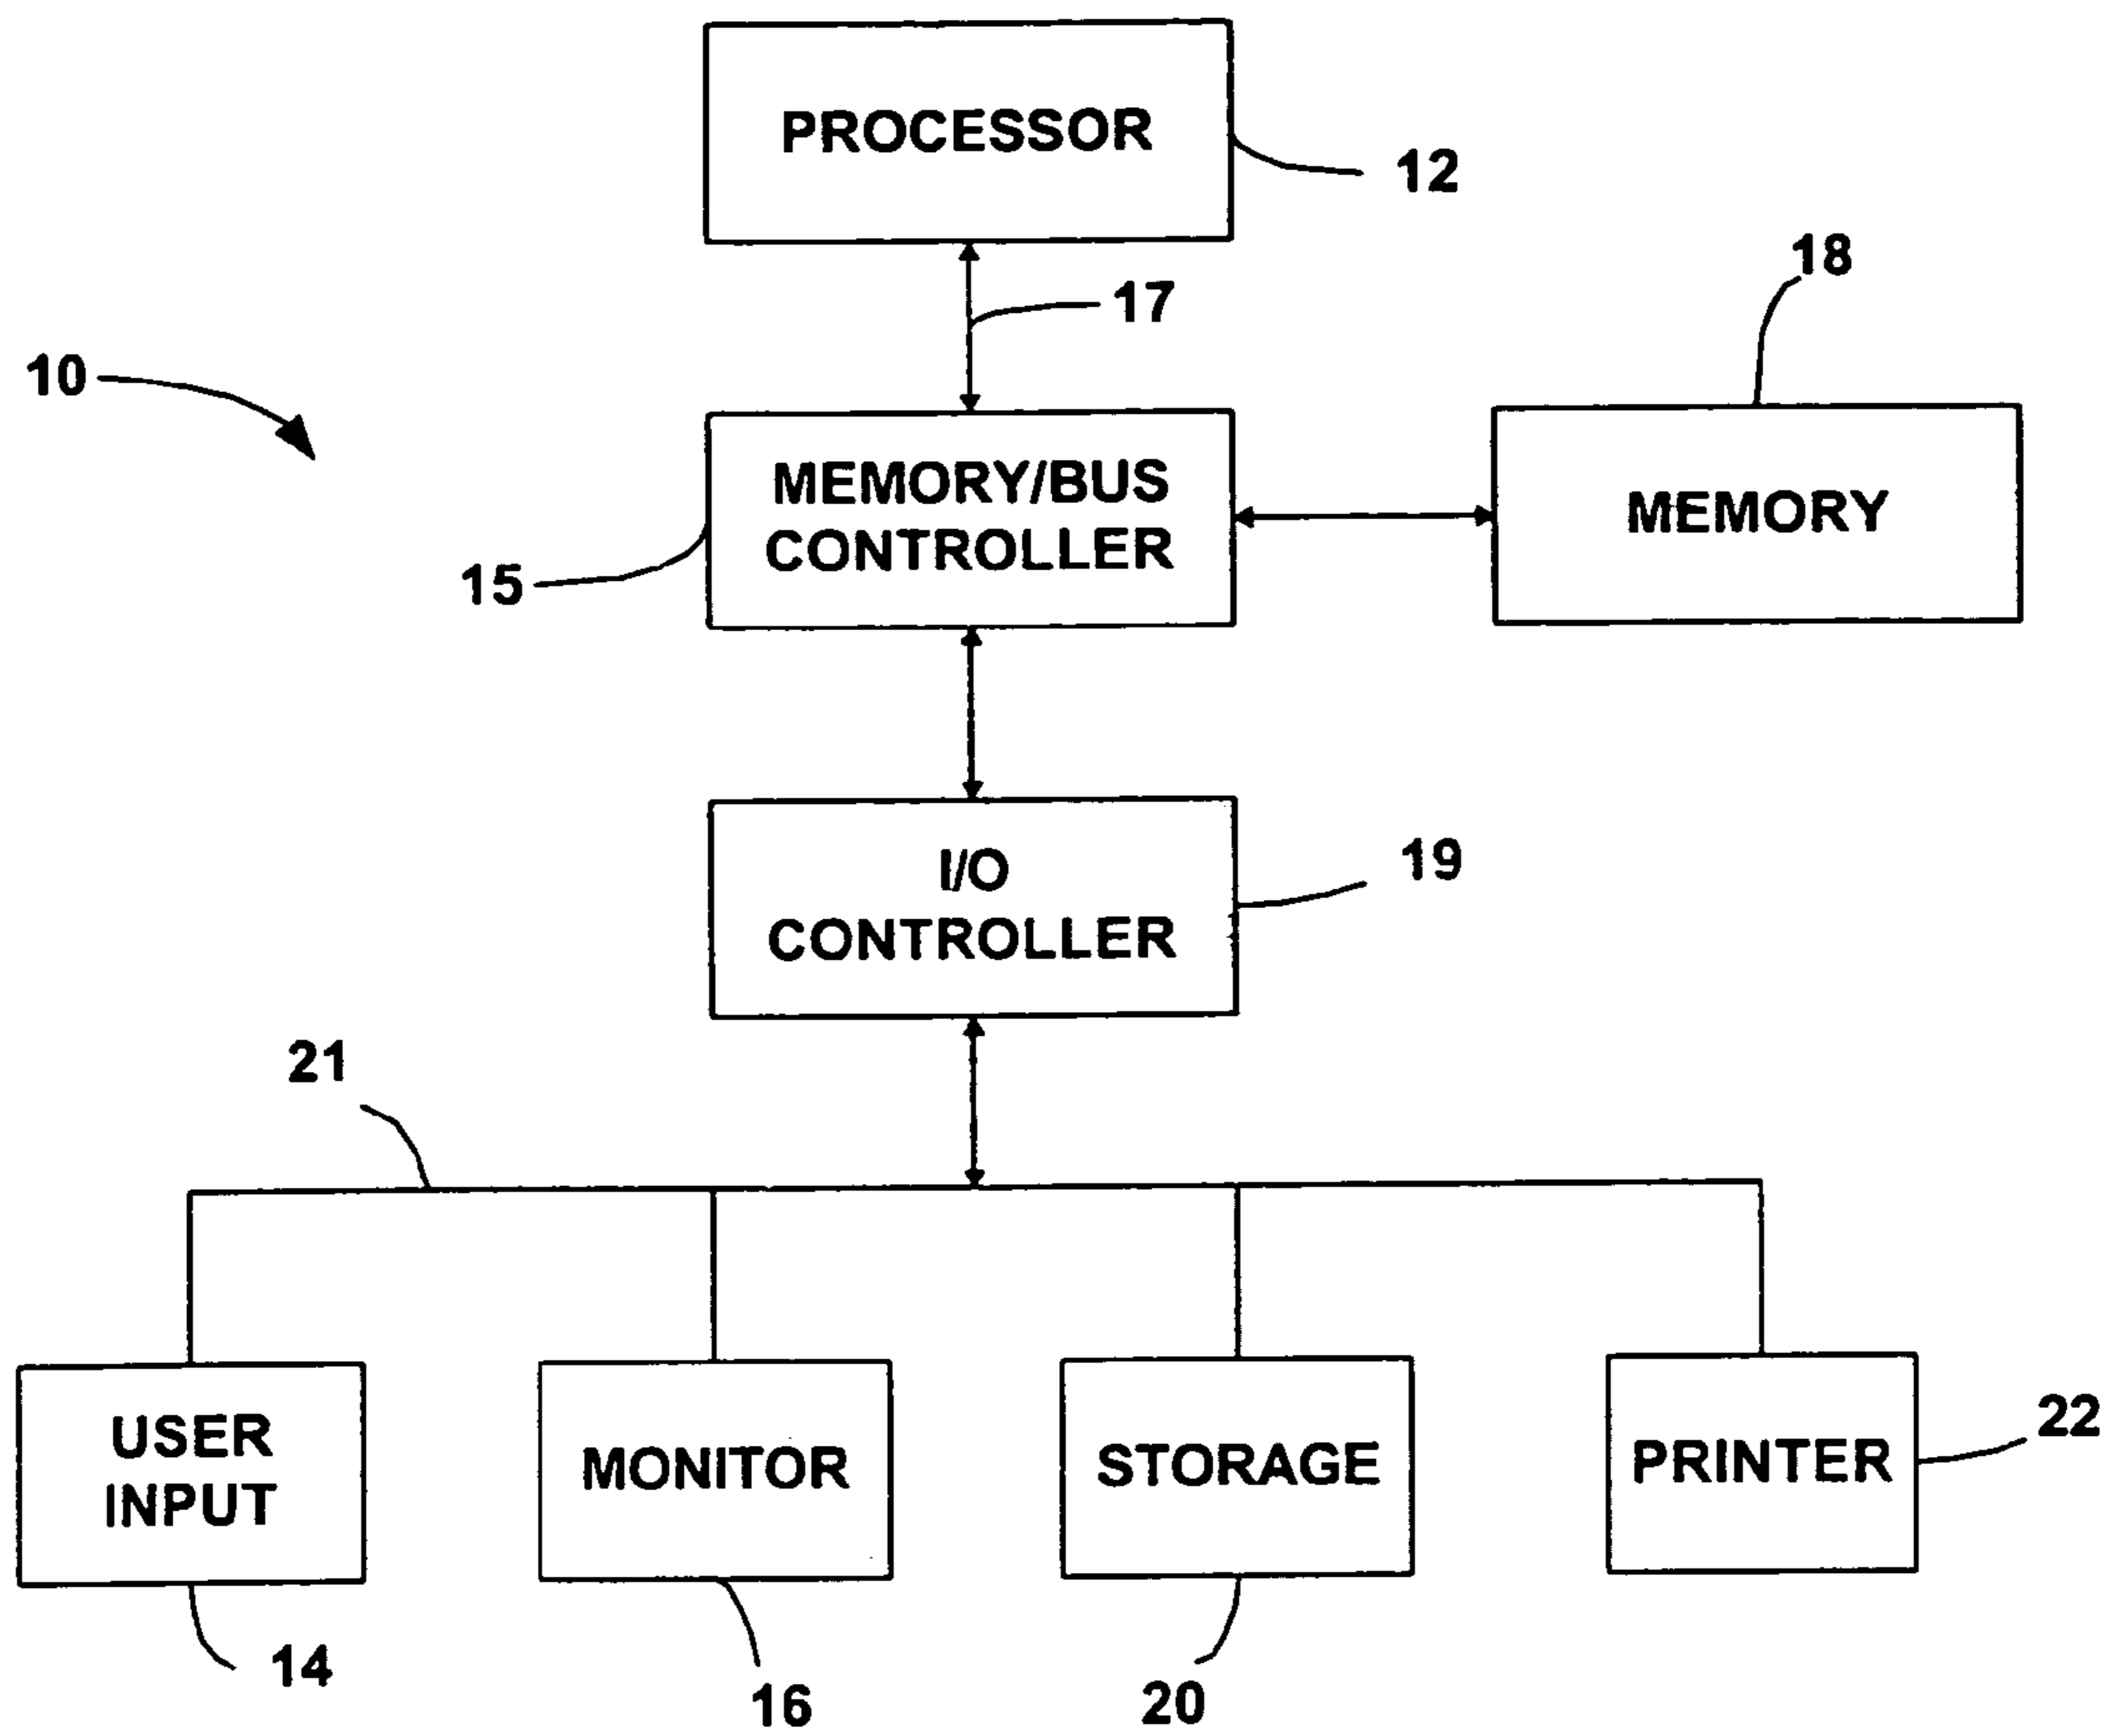 PROCESSOR
12
17
18
10
MEMORY/BUS
CONTROLLER
MEMORY
15
I/O
CONTROLLER
19
21
USER
INPUT
MONITOR
STORAGE
PRINTER
22
14
16
20